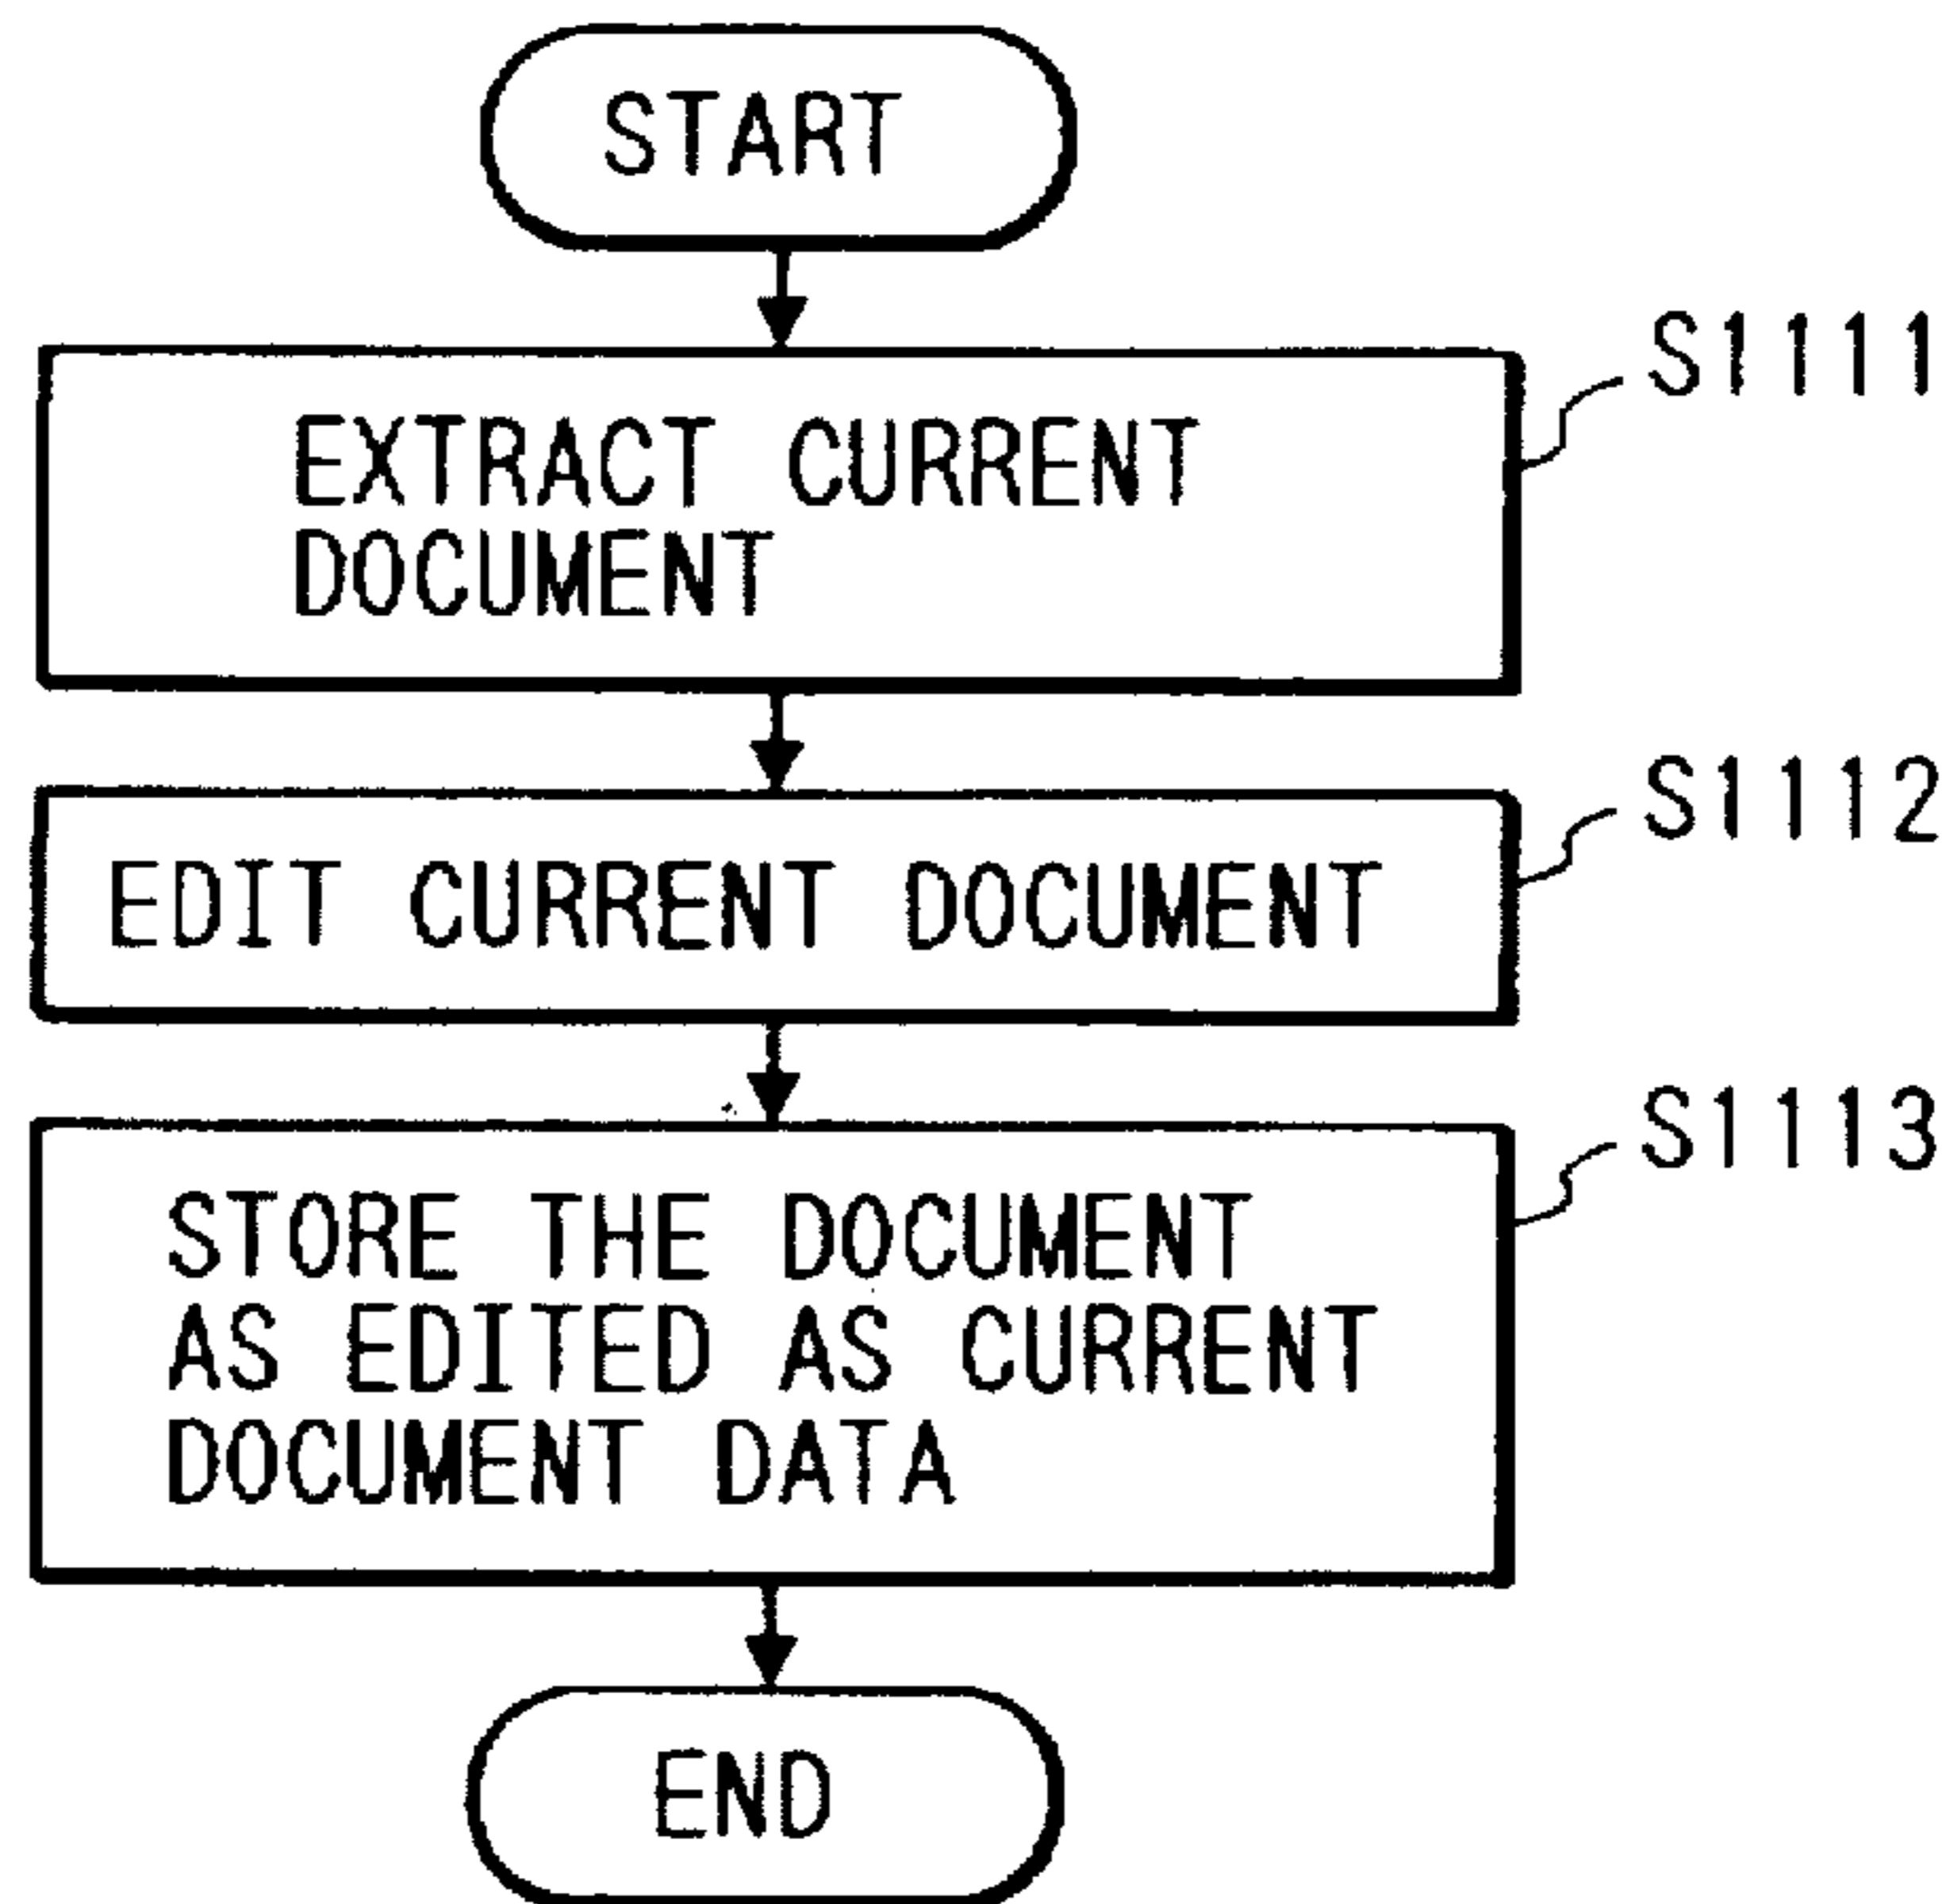 START
S1111
EXTRACT CURRENT
DOCUMENT
S1112
EDIT CURRENT DOCUMENT
S1113
STORE THE DOCUMENT
AS EDITED AS CURRENT
DOCUMENT DATA
END